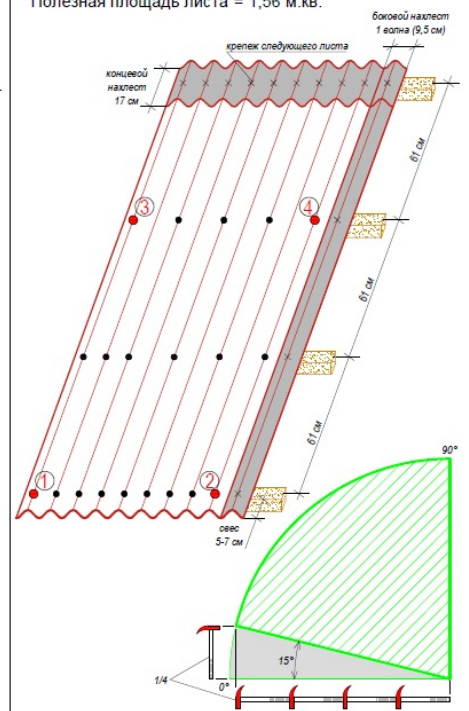 Полезная площадь листа = 1,56 м.кв.
боковой нахлест
1 волна (9,5 см)
крепеж следующего листа
концевой
нахлест
17 см
61 см
3
4
61 см
61 см
1
2
свес
5-7 см
90°
15°
1/4
0°